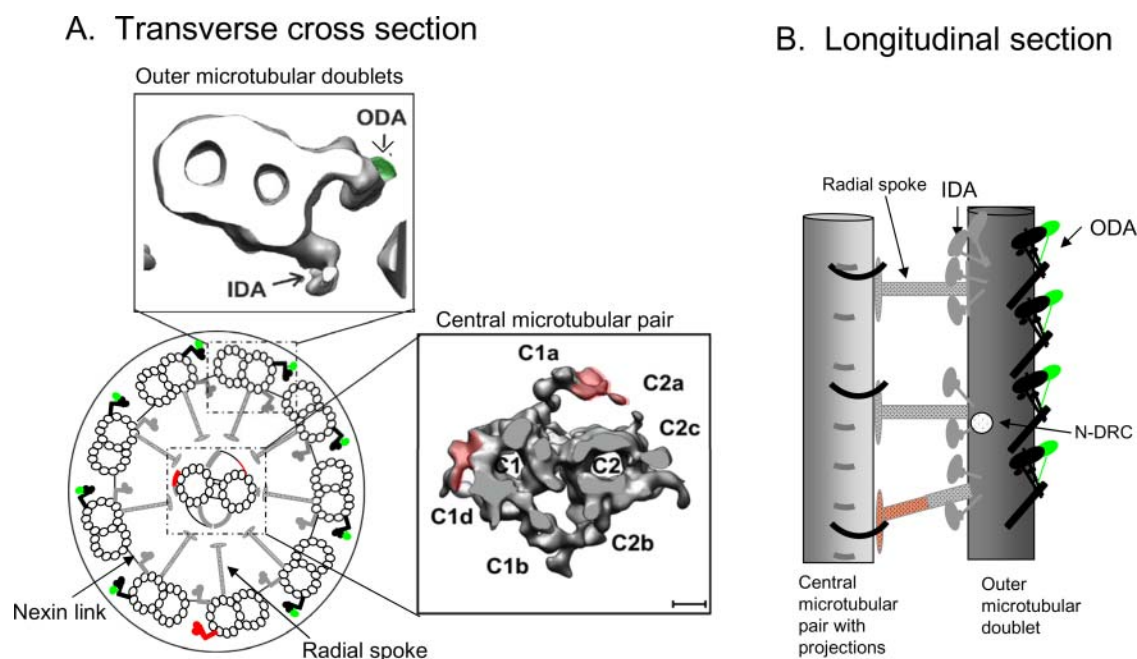 A. Transverse cross section
Outer microtubular doublets
ODA
IDA
Central microtubular pair
C1a
C2a
C2c
C1
C2
C1d
C2b
C1b
Nexin link
Radial spoke
B. Longitudinal section
Radial spoke
IDA
ODA
N-DRC
Central
microtubular
pair with
projections
Outer
microtubular
doublet